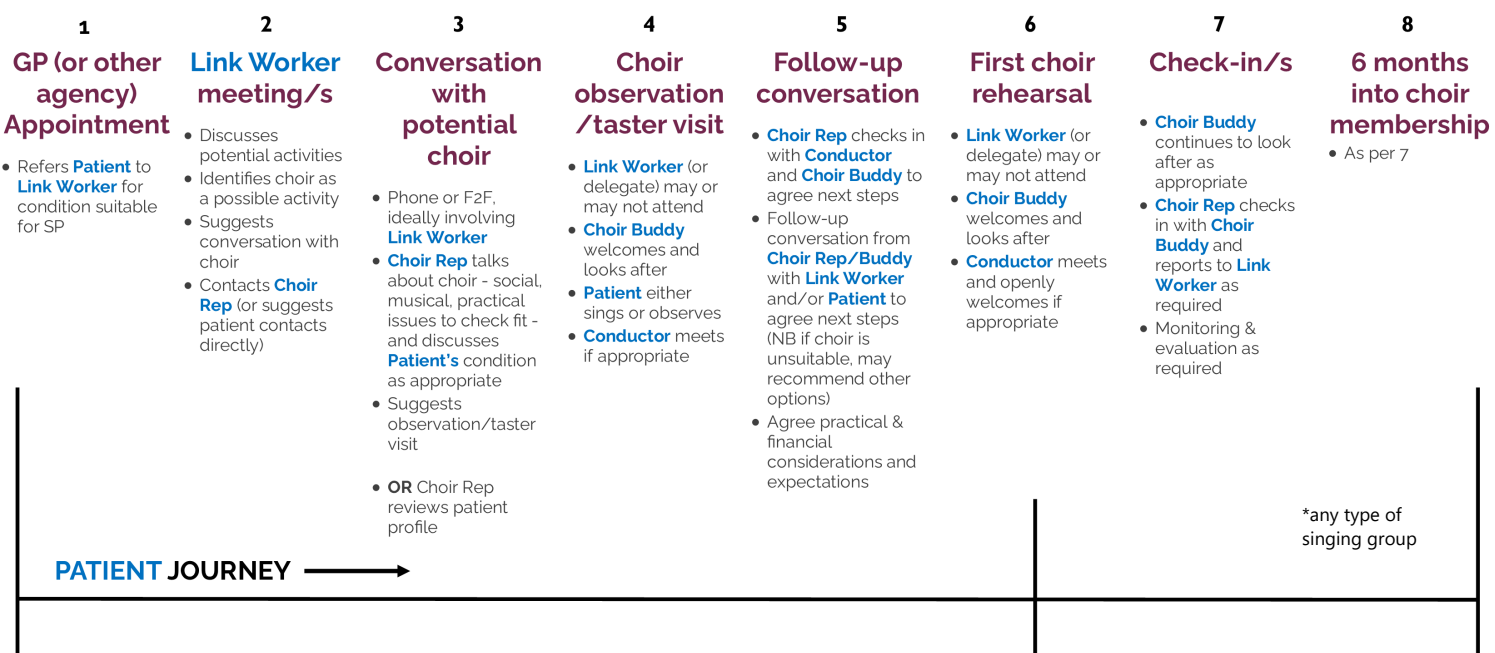 1
GP (or other
agency)
Appointment
• Refers Patient to
Link Worker for
condition suitable
for SP
2
Link Worker
meeting/s
• Discusses
potential activities
• Identifies choir as
a possible activity
• Suggests
conversation with
choir
• Contacts Choir
Rep (or suggests
patient contacts
directly)
3
Conversation
with
potential
choir
• Phone or F2F,
ideally involving
Link Worker
• Choir Rep talks
about choir - social,
musical, practical
issues to check fit -
and discusses
Patient's condition
as appropriate
• Suggests
observation/taster
visit
• OR Choir Rep
reviews patient
profile
4
Choir
observation
/taster visit
• Link Worker (or
delegate) may or
may not attend
• Choir Buddy
welcomes and
looks after
• Patient either
sings or observes
• Conductor meets
if appropriate
5
Follow-up
conversation
• Choir Rep checks in
with Conductor
and Choir Buddy to
agree next steps
• Follow-up
conversation from
Choir Rep/Buddy
with Link Worker
and/or Patient to
agree next steps
(NB if choir is
unsuitable, may
recommend other
options)
• Agree practical &
financial
considerations and
expectations
6
First choir
rehearsal
• Link Worker (or
delegate) may or
may not attend
• Choir Buddy
welcomes and
looks after
• Conductor meets
and openly
welcomes if
appropriate
7
Check-in/s
• Choir Buddy
continues to look
after as
appropriate
• Choir Rep checks
in with Choir
Buddy and
reports to Link
Worker as
required
• Monitoring &
evaluation as
required
8
6 months
into choir
membership
• As per 7
*any type of
singing group
PATIENT JOURNEY